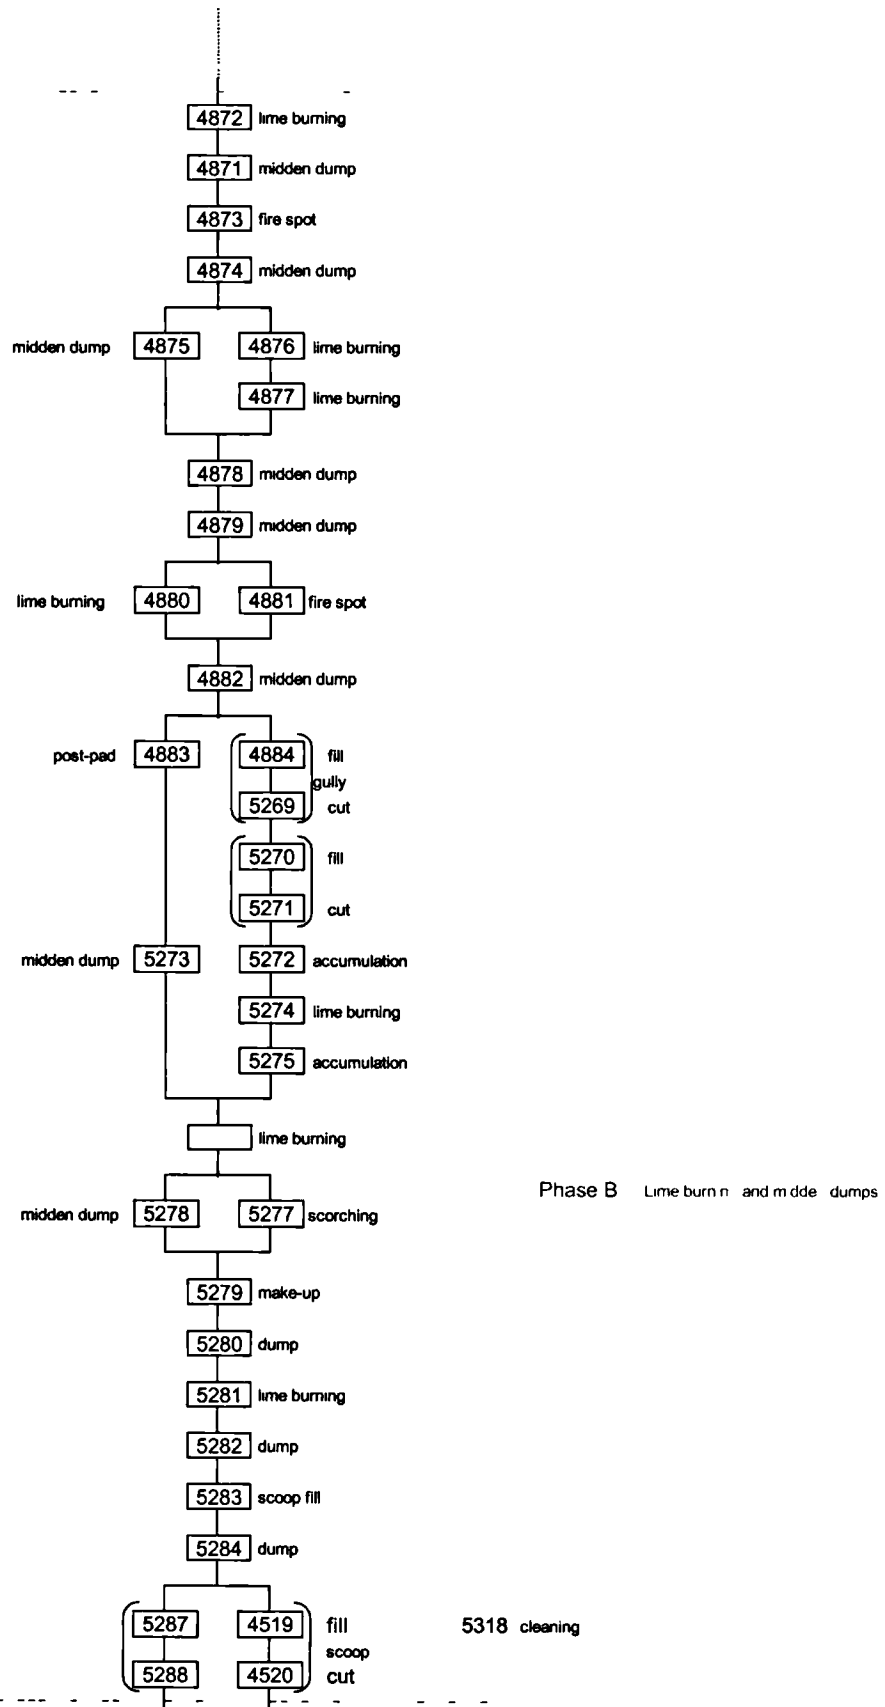 4872 lime burning
4871 midden dump
4873 fire spot
4874 midden dump
midden dump 4875 4876 lime burning
4877 lime burning
4878 midden dump
4879 midden dump
lime burning 4880 4881 fire spot
4882 midden dump
post-pad 4883 4884 fill
gully
5269 cut
5270 fill
5271 cut
midden dump 5273 5272 accumulation
5274 lime burning
5275 accumulation
lime burning
Phase B and dumps
midden dump 5278 5277 scorching
5279 make-up
5280 dump
5281 lime burning
5282 dump
5283 scoop fill
5284 dump
5287 4519 fill 5318 cleaning
scoop
5288 4520 cut